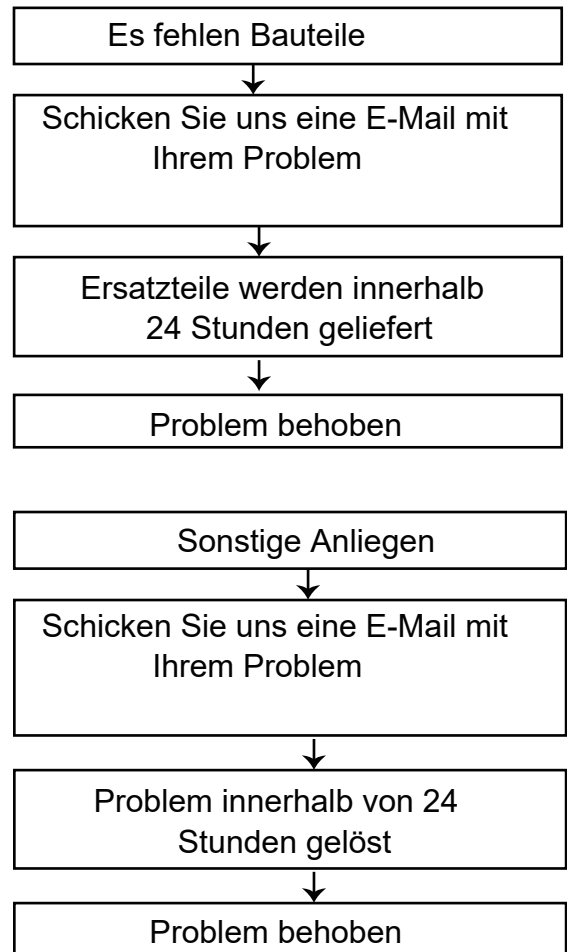 Es fehlen Bauteile
Schicken Sie uns eine E-Mail mit
Ihrem Problem
Ersatzteile werden innerhalb
24 Stunden geliefert
Problem behoben
Sonstige Anliegen
Schicken Sie uns eine E-Mail mit
Ihrem Problem
Problem innerhalb von 24
Stunden gelöst
Problem behoben